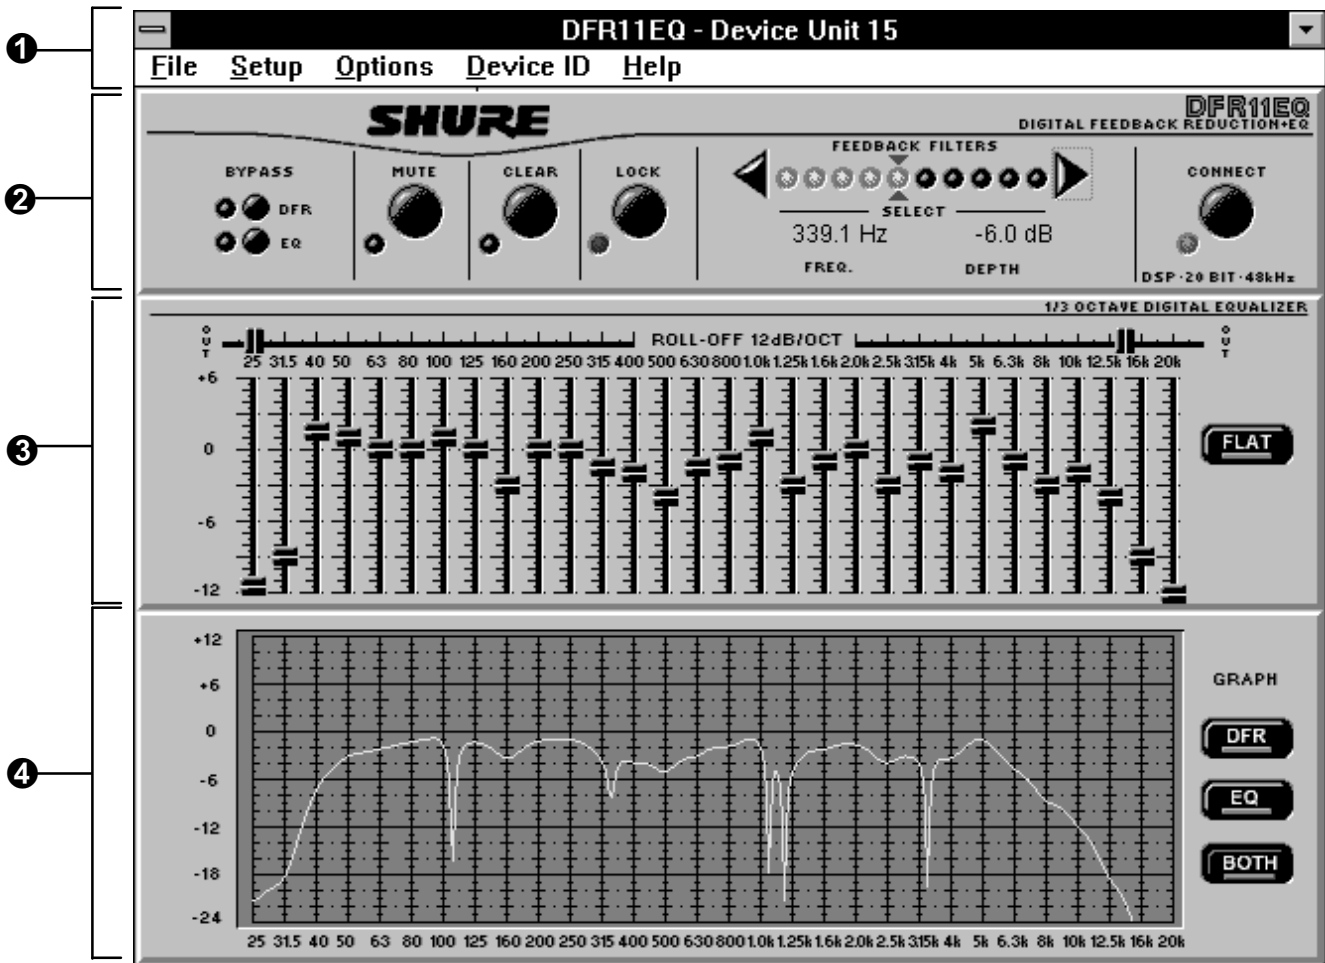 DFR11EQ - Device Unit 15
1
File Setup Options Device ID Help
SHURE
DFR11EQ
DIGITAL FEEDBACK REDUCTION+EQ
2
BYPASS
DFR
EQ
MUTE
CLEAR
LOCK
FEEDBACK FILTERS
SELECT
339.1 Hz -6.0 dB
FREQ. DEPTH
CONNECT
DSP·20 BIT·48kHz
3
1/3 OCTAVE DIGITAL EQUALIZER
OUT
ROLL-OFF 12dB/OCT
OUT
25 31.5 40 50 63 80 100 125 160 200 250 315 400 500 630 800 1.0k 1.25k 1.6k 2.0k 2.5k 3.15k 4k 5k 6.3k 8k 10k 12.5k 16k 20k
+6
0
-6
-12
FLAT
4
+12
+6
0
-6
-12
-18
-24
25 31.5 40 50 63 80 100 125 160 200 250 315 400 500 630 800 1.0k 1.25k 1.6k 2.0k 2.5k 3.15k 4k 5k 6.3k 8k 10k 12.5k 16k 20k
GRAPH
DFR
EQ
BOTH